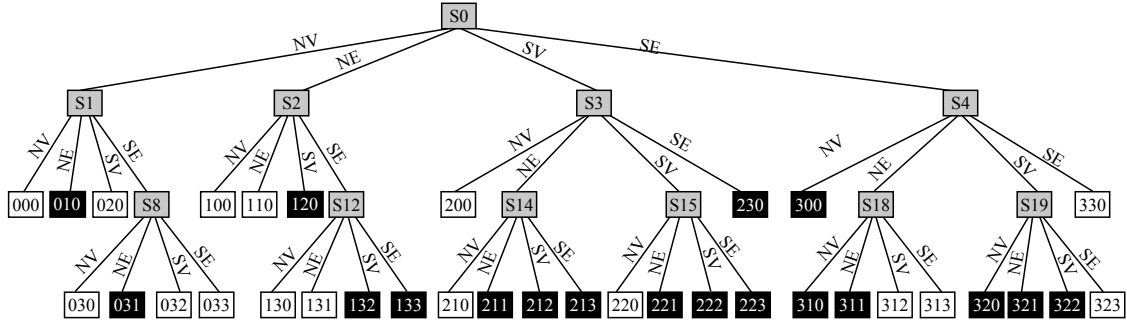 S0
NV NE SV SE
S1 S2 S3 S4
NV NE SV SE NV NE SV SE NV NE SV SE NV NE SV SE
000 010 020 S8 100 110 120 S12 200 S14 S15 230 300 S18 S19 330
NV NE SV SE NV NE SV SE NV NE SV SE NV NE SV SE NV NE SV SE NV NE SV SE
030 031 032 033 130 131 132 133 210 211 212 213 220 221 222 223 310 311 312 313 320 321 322 323